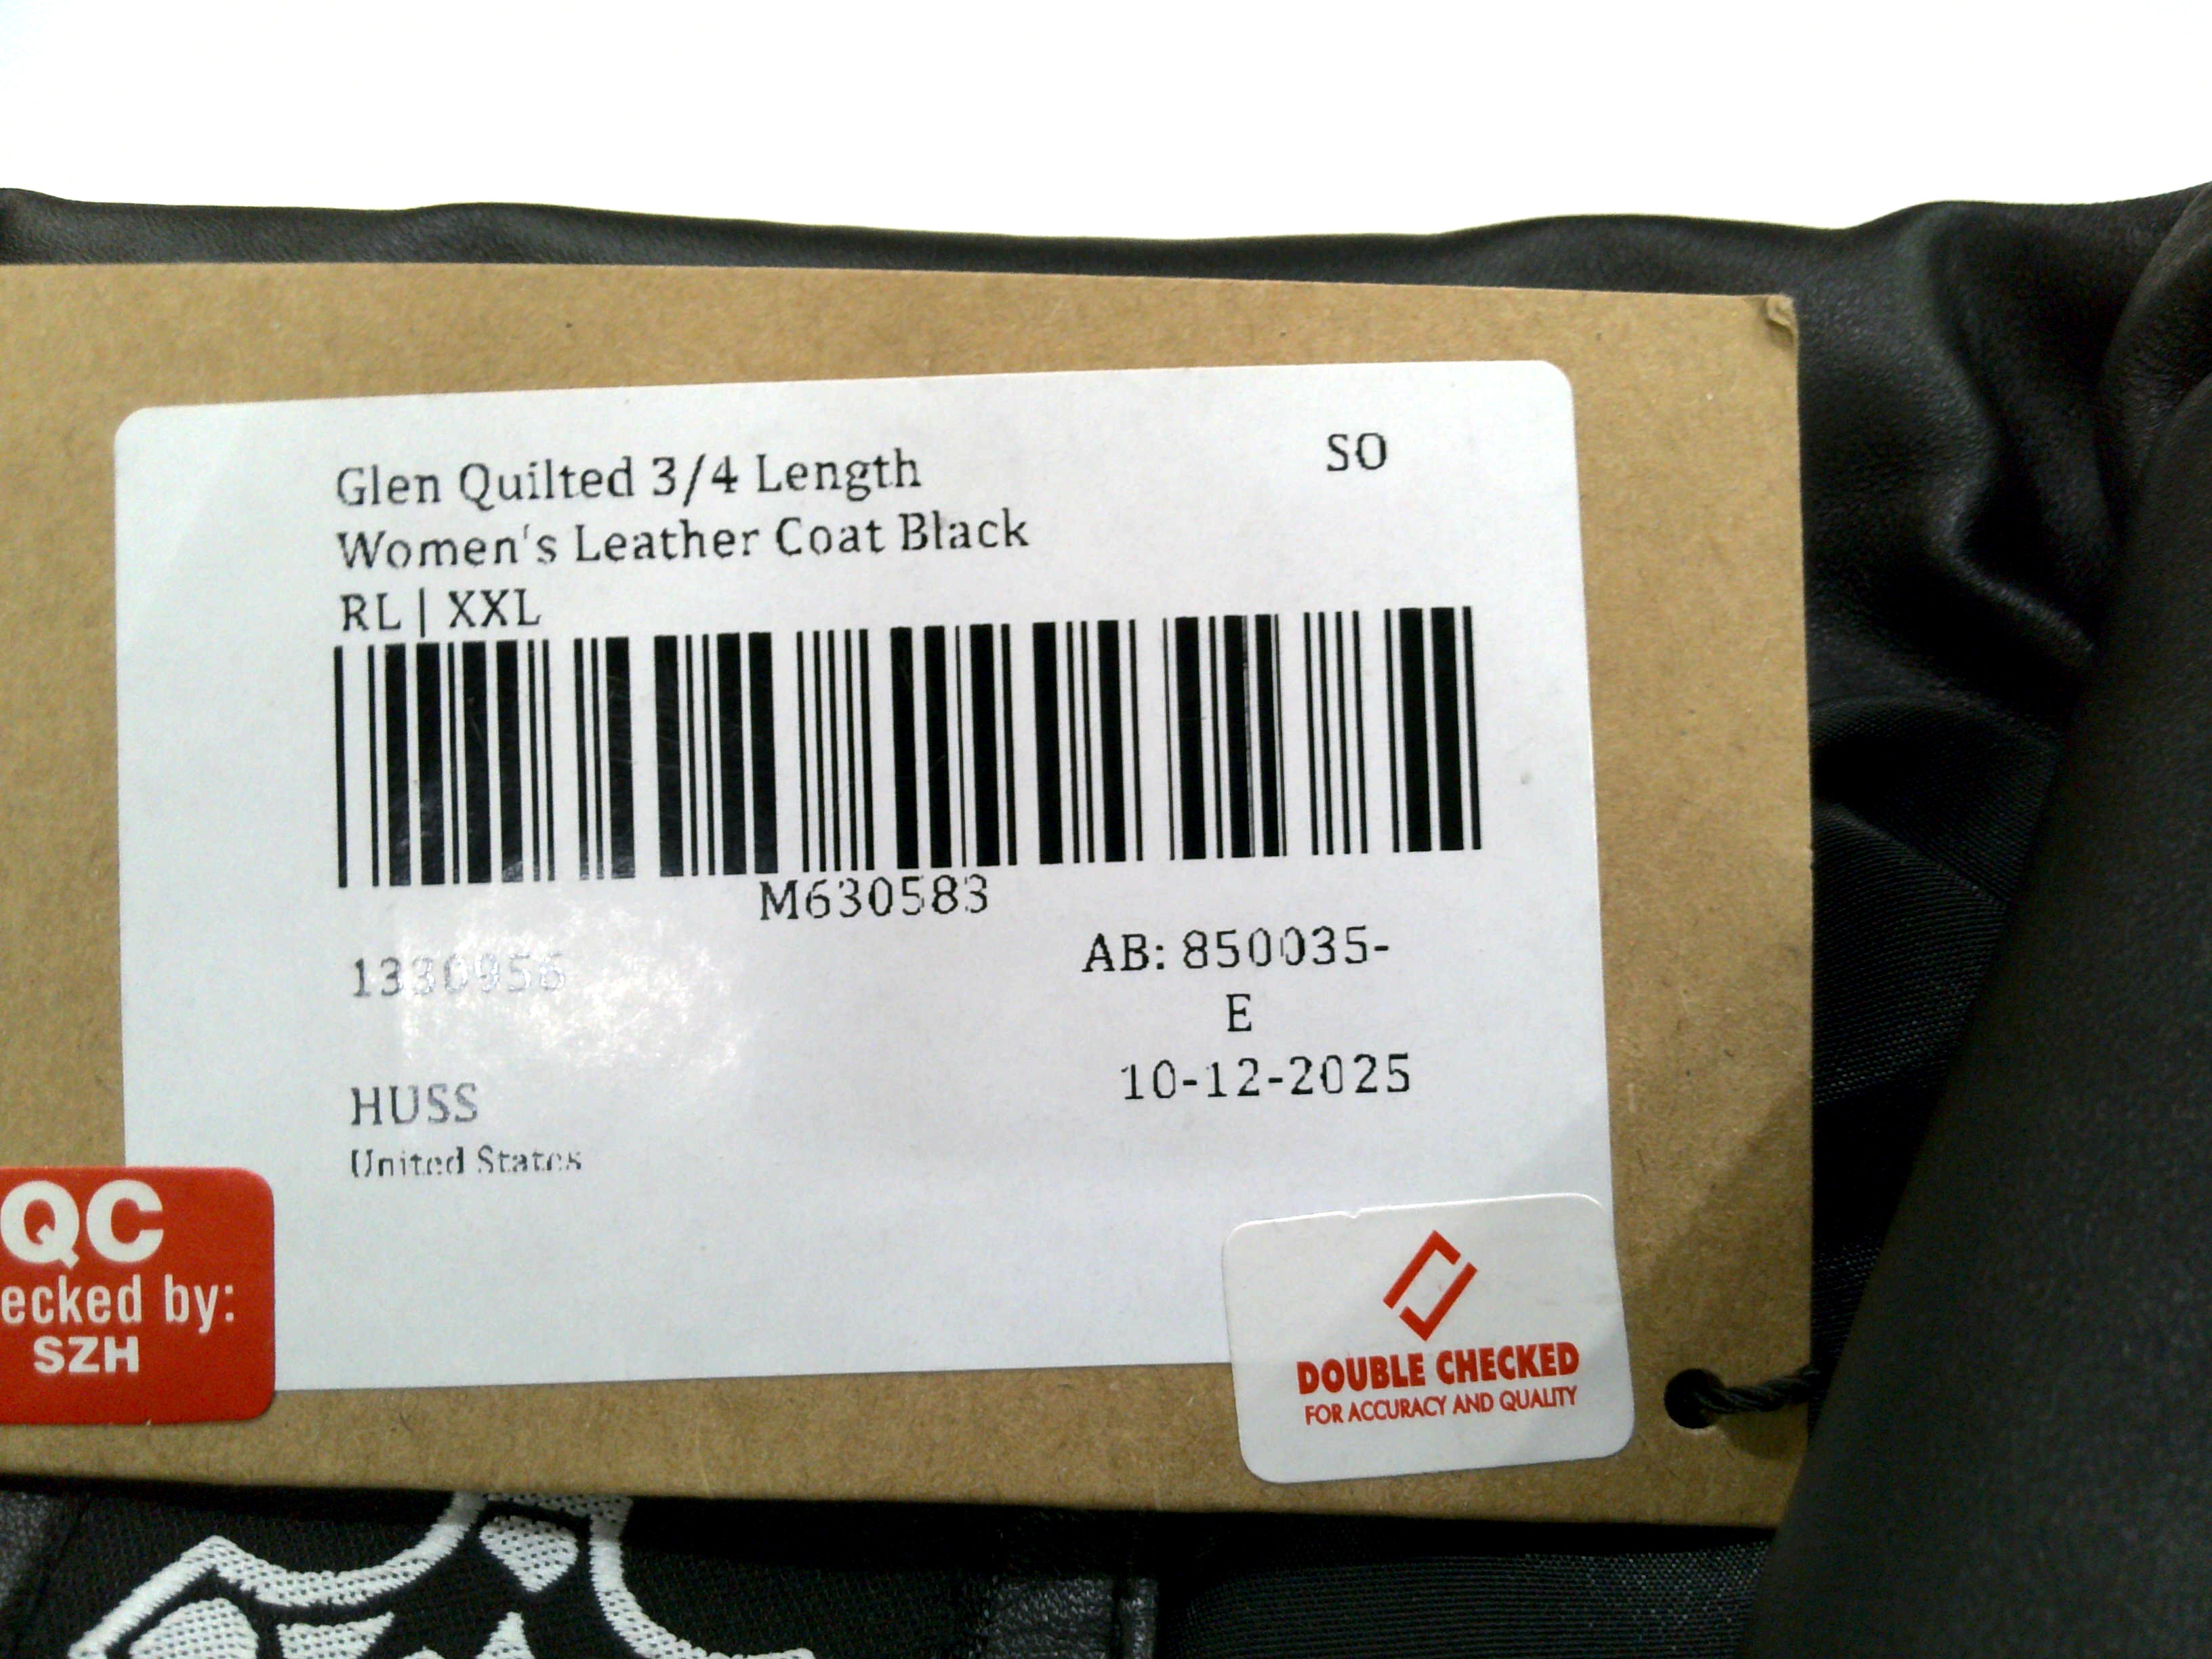 Glen Quilted 3/4 Length
SO
Women's Leather Coat Black
RL | XXL
M630583
1330956
AB: 850035-
E
10-12-2025
HUSS
United States
QC
ecked by:
SZH
DOUBLE CHECKED
FOR ACCURACY AND QUALITY